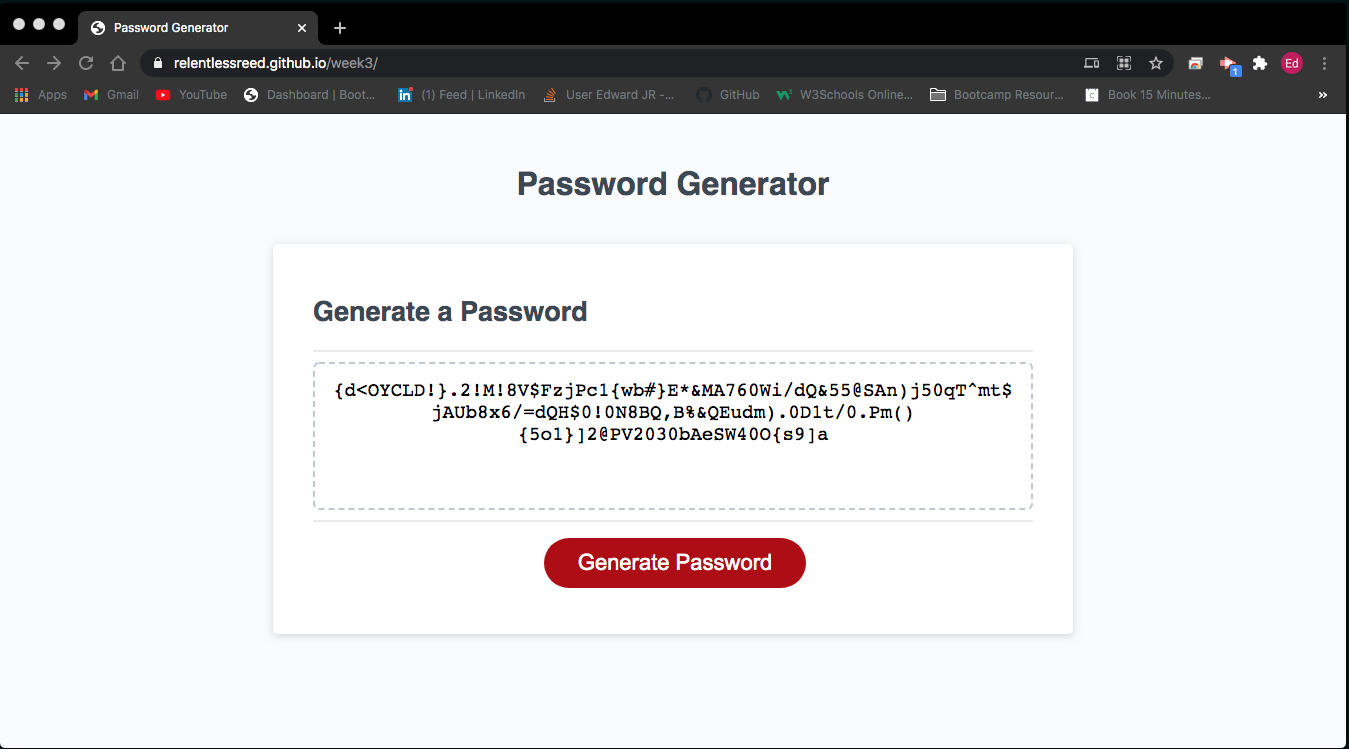 Password Generator
relentlessreed.github.io/week3/
Ed
1
Apps
Gmail
YouTube
Dashboard | Boot...
(1) Feed | LinkedIn
User Edward JR -...
GitHub
W3Schools Online...
Bootcamp Resour...
Book 15 Minutes...
»
Password Generator
Generate a Password
{d<OYCLD!}.2!M!8V$FzjPc1{wb#}E*&MA760Wi/dQ&55@SAn)j50qT^mt$
jAUb8x6/=dQH$0!0N8BQ,B%&QEudm).0D1t/0.Pm()
{5o1}]2@PV2030bAeSW40O{s9]a
Generate Password